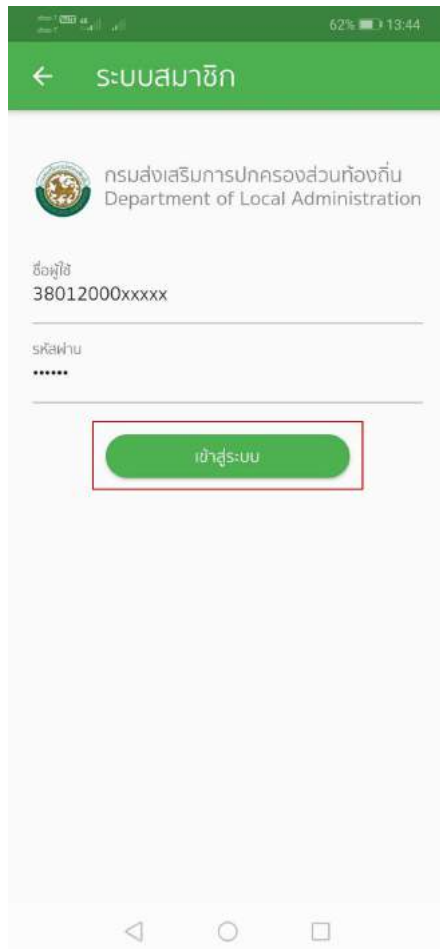 62% 13:44
ระบบสมาชิก
กรมส่งเสริมการปกครองส่วนท้องถิ่น
Department of Local Administration
ชื่อผู้ใช้
38012000xxxxx
รหัสผ่าน
••••••
เข้าสู่ระบบ